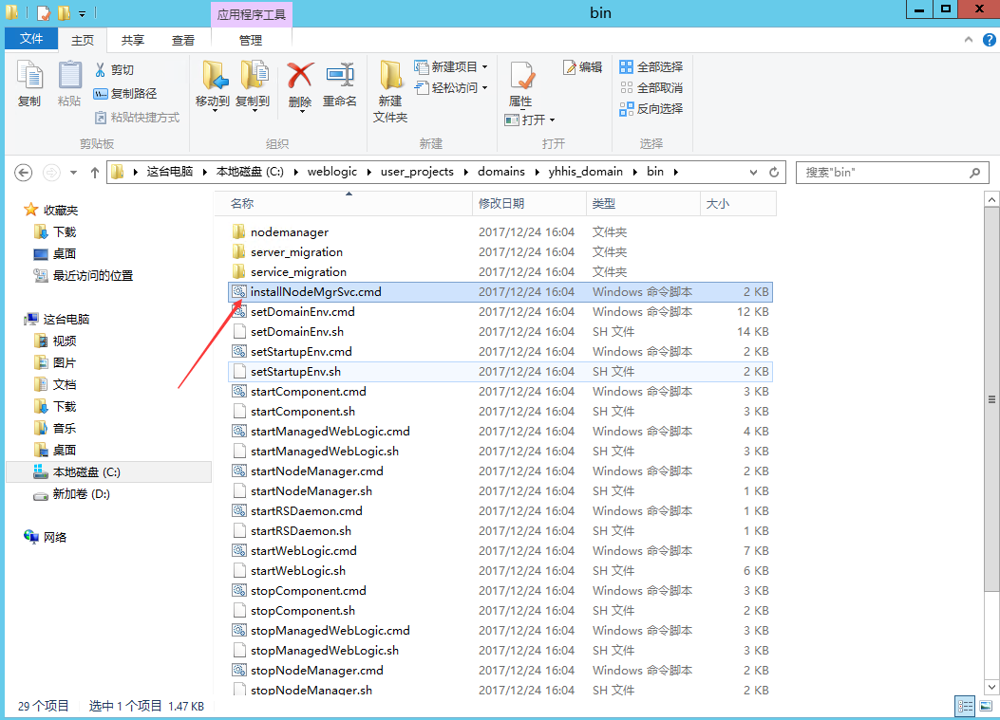 应用程序工具
bin
文件
主页
共享
查看
管理
复制
粘贴
剪切
复制路径
粘贴快捷方式
剪贴板
移动到
复制到
删除
重命名
组织
新建
文件夹
新建项目
轻松访问
新建
属性
打开
编辑
打开
全部选择
全部取消
反向选择
选择
这台电脑 本地磁盘 (C:) weblogic user_projects domains yhhis_domain bin
搜索"bin"
收藏夹
下载
桌面
最近访问的位置
这台电脑
视频
图片
文档
下载
音乐
桌面
本地磁盘 (C:)
新加卷 (D:)
网络
名称 修改日期 类型 大小
nodemanager 2017/12/24 16:04 文件夹
server_migration 2017/12/24 16:04 文件夹
service_migration 2017/12/24 16:04 文件夹
installNodeMgrSvc.cmd 2017/12/24 16:04 Windows 命令脚本 2 KB
setDomainEnv.cmd 2017/12/24 16:04 Windows 命令脚本 12 KB
setDomainEnv.sh 2017/12/24 16:04 SH 文件 14 KB
setStartupEnv.cmd 2017/12/24 16:04 Windows 命令脚本 2 KB
setStartupEnv.sh 2017/12/24 16:04 SH 文件 2 KB
startComponent.cmd 2017/12/24 16:04 Windows 命令脚本 3 KB
startComponent.sh 2017/12/24 16:04 SH 文件 3 KB
startManagedWebLogic.cmd 2017/12/24 16:04 Windows 命令脚本 4 KB
startManagedWebLogic.sh 2017/12/24 16:04 SH 文件 3 KB
startNodeManager.cmd 2017/12/24 16:04 Windows 命令脚本 2 KB
startNodeManager.sh 2017/12/24 16:04 SH 文件 1 KB
startRSDaemon.cmd 2017/12/24 16:04 Windows 命令脚本 1 KB
startRSDaemon.sh 2017/12/24 16:04 SH 文件 1 KB
startWebLogic.cmd 2017/12/24 16:04 Windows 命令脚本 7 KB
startWebLogic.sh 2017/12/24 16:04 SH 文件 6 KB
stopComponent.cmd 2017/12/24 16:04 Windows 命令脚本 3 KB
stopComponent.sh 2017/12/24 16:04 SH 文件 2 KB
stopManagedWebLogic.cmd 2017/12/24 16:04 Windows 命令脚本 3 KB
stopManagedWebLogic.sh 2017/12/24 16:04 SH 文件 3 KB
stopNodeManager.cmd 2017/12/24 16:04 Windows 命令脚本 2 KB
stopNodeManager.sh 2017/12/24 16:04 SH 文件 2 KB
29 个项目 选中 1 个项目 1.47 KB